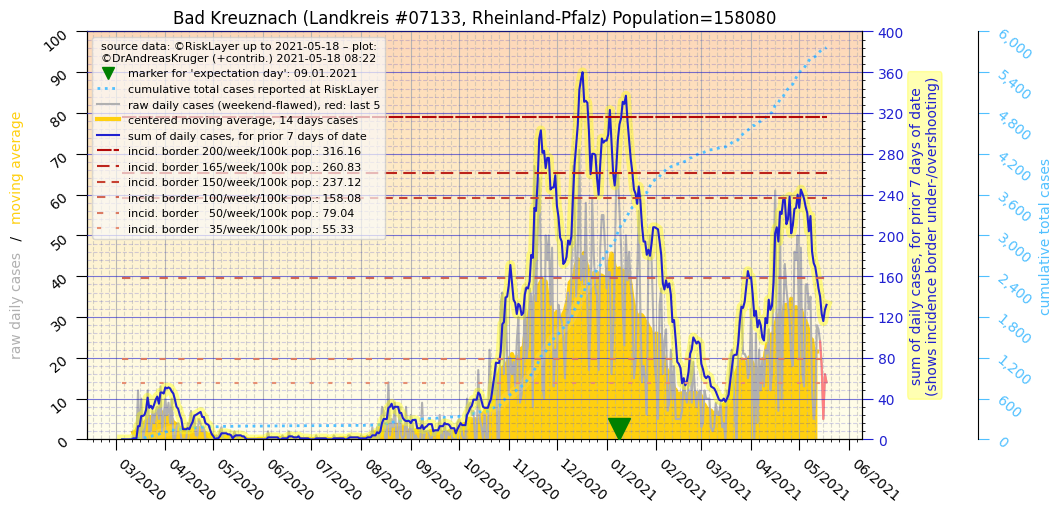 Bad Kreuznach (Landkreis #07133, Rheinland-Pfalz) Population=158080
source data: ©RiskLayer up to 2021-05-18 – plot:
©DrAndreasKruger (+contrib.) 2021-05-18 08:22
marker for 'expectation day': 09.01.2021
cumulative total cases reported at RiskLayer
raw daily cases (weekend-flawed), red: last 5
centered moving average, 14 days cases
sum of daily cases, for prior 7 days of date
incid. border 200/week/100k pop.: 316.16
incid. border 165/week/100k pop.: 260.83
incid. border 150/week/100k pop.: 237.12
incid. border 100/week/100k pop.: 158.08
incid. border 50/week/100k pop.: 79.04
incid. border 35/week/100k pop.: 55.33
raw daily cases / moving average
100
90
80
70
60
50
40
30
20
10
0
03/2020
04/2020
05/2020
06/2020
07/2020
08/2020
09/2020
10/2020
11/2020
12/2020
01/2021
02/2021
03/2021
04/2021
05/2021
06/2021
400
360
320
280
240
200
160
120
80
40
0
sum of daily cases, for prior 7 days of date
(shows incidence border under-/overshooting)
6,000
5,400
4,800
4,200
3,600
3,000
2,400
1,800
1,200
600
0
cumulative total cases